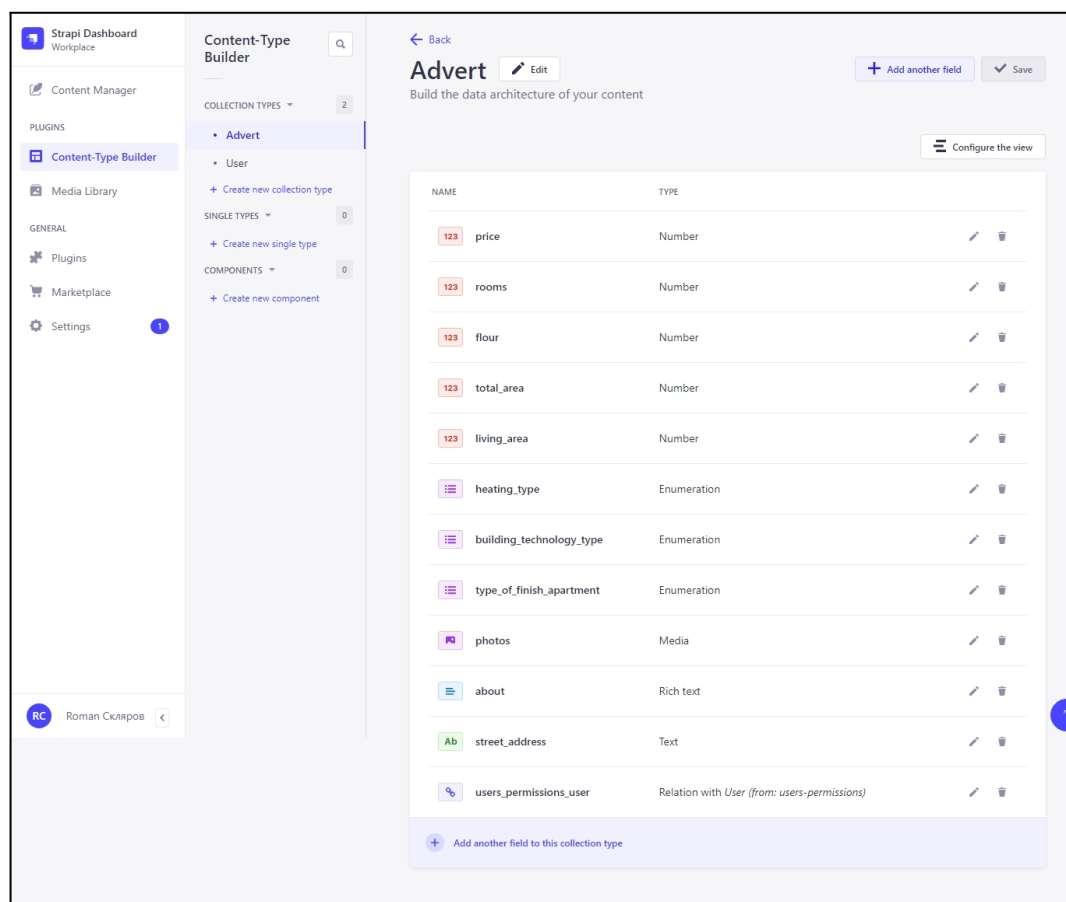 Strapi Dashboard
Workplace
Content Manager
PLUGINS
Content-Type Builder
Media Library
GENERAL
Plugins
Marketplace
Settings 1
RC Roman Скляров
Content-Type
Builder
COLLECTION TYPES 2
Advert
User
+ Create new collection type
SINGLE TYPES 0
+ Create new single type
COMPONENTS 0
+ Create new component
Back
Advert Edit
Build the data architecture of your content
+ Add another field Save
Configure the view
NAME TYPE
123 price Number
123 rooms Number
123 flour Number
123 total_area Number
123 living_area Number
heating_type Enumeration
building_technology_type Enumeration
type_of_finish_apartment Enumeration
photos Media
about Rich text
Ab street_address Text
users_permissions_user Relation with User (from: users-permissions)
+ Add another field to this collection type